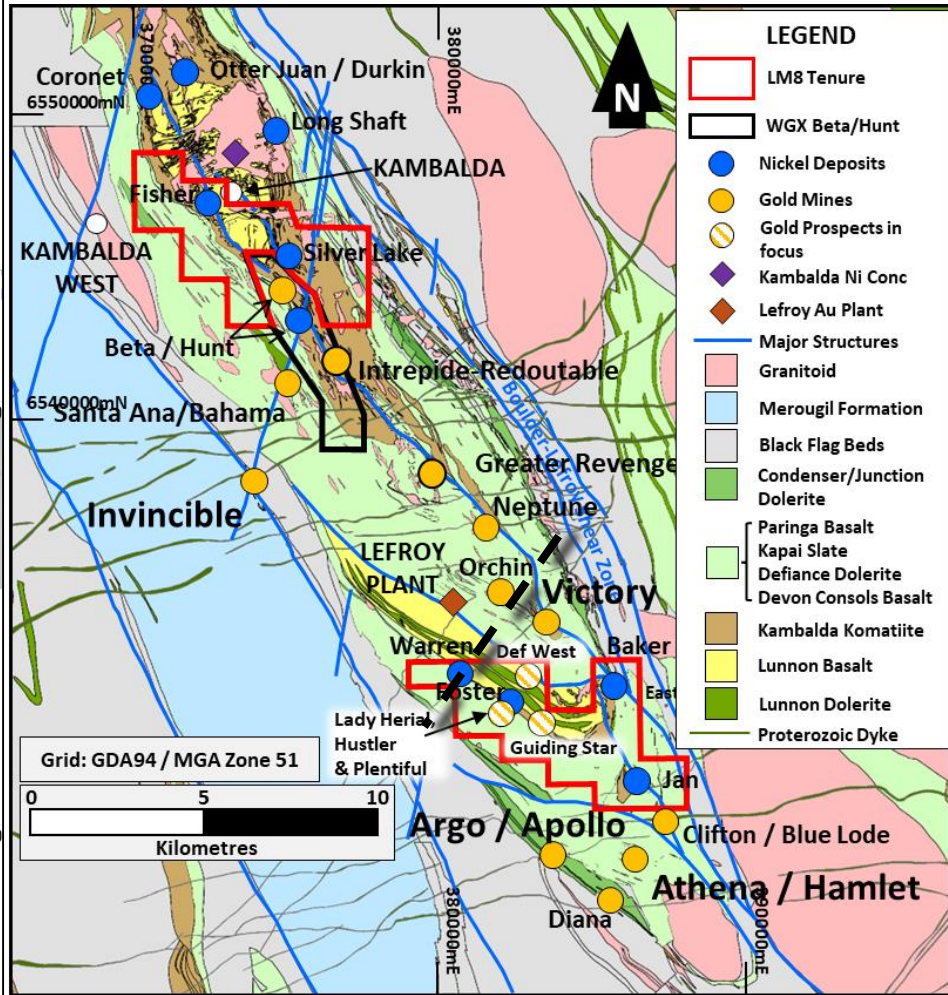 370000
380000mE
Coronet
Otter Juan / Durkin
6550000mN
Long Shaft
KAMBALDA
Fisher
KAMBALDA
WEST
Silver Lake
Beta / Hunt
Intrepide-Redoutable
6540000mN
Santa Ana/Bahama
Greater Revenge
Invincible
Neptune
Boulder-Lefroy Shear Zone
LEFROY
PLANT
Orchin
Victory
Warren
Def West
Baker
Foster
East
Lady Herial,
Hustler
& Plentiful
Guiding Star
Jan
Argo / Apollo
Clifton / Blue Lode
Athena / Hamlet
Diana
380000mE
390000mE
Grid: GDA94 / MGA Zone 51
0
5
10
Kilometres
N
LEGEND
LM8 Tenure
WGX Beta/Hunt
Nickel Deposits
Gold Mines
Gold Prospects in
focus
Kambalda Ni Conc
Lefroy Au Plant
Major Structures
Granitoid
Merougil Formation
Black Flag Beds
Condenser/Junction
Dolerite
Paringa Basalt
Kapai Slate
Defiance Dolerite
Devon Consols Basalt
Kambalda Komatiite
Lunnon Basalt
Lunnon Dolerite
Proterozoic Dyke